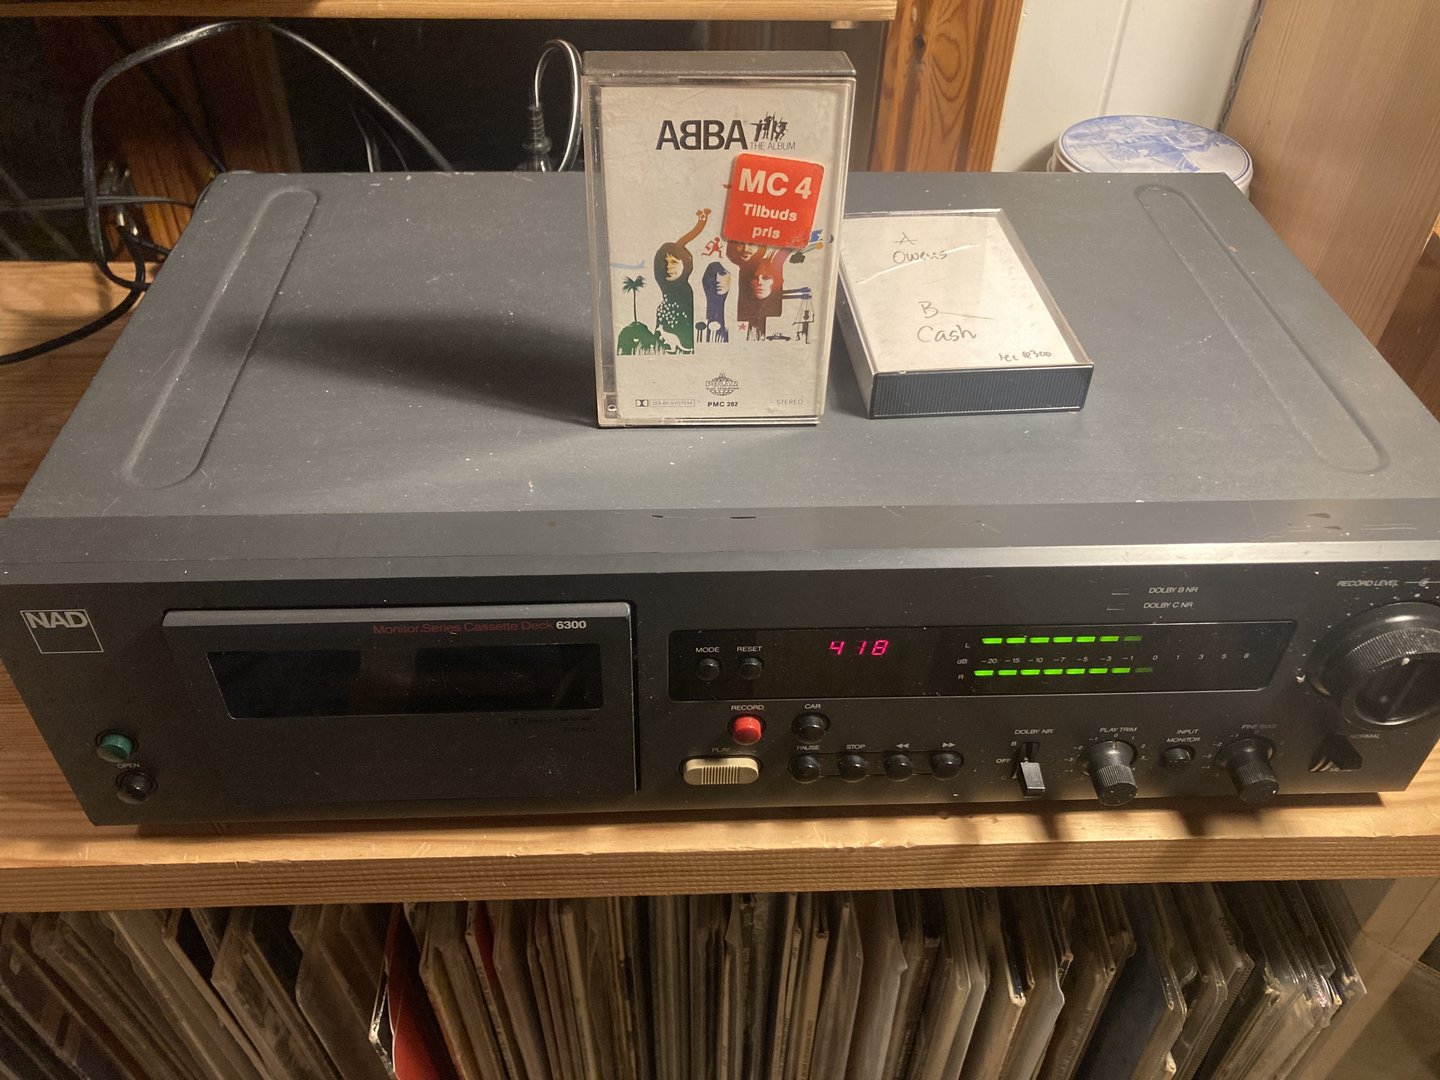 ABBA
THE ALBUM
MC 4
Tilbuds
pris
POLAR
DOLBY SYSTEM
PMC 262
STEREO
A
Owens
B
Cash
NAD
Monitor Series Cassette Deck 6300
OPEN
MODE
RESET
418
L
dB -20 -15 -10 -7 -5 -3 -1 0 1 3 5 8
R
DOLBY B NR
DOLBY C NR
RECORD LEVEL
RECORD
CAR
PLAY
PAUSE
STOP
◀◀
▶▶
DOLBY NR
B
OFF
C
PLAY TRIM
INPUT
MONITOR
FINE BIAS
NORMAL